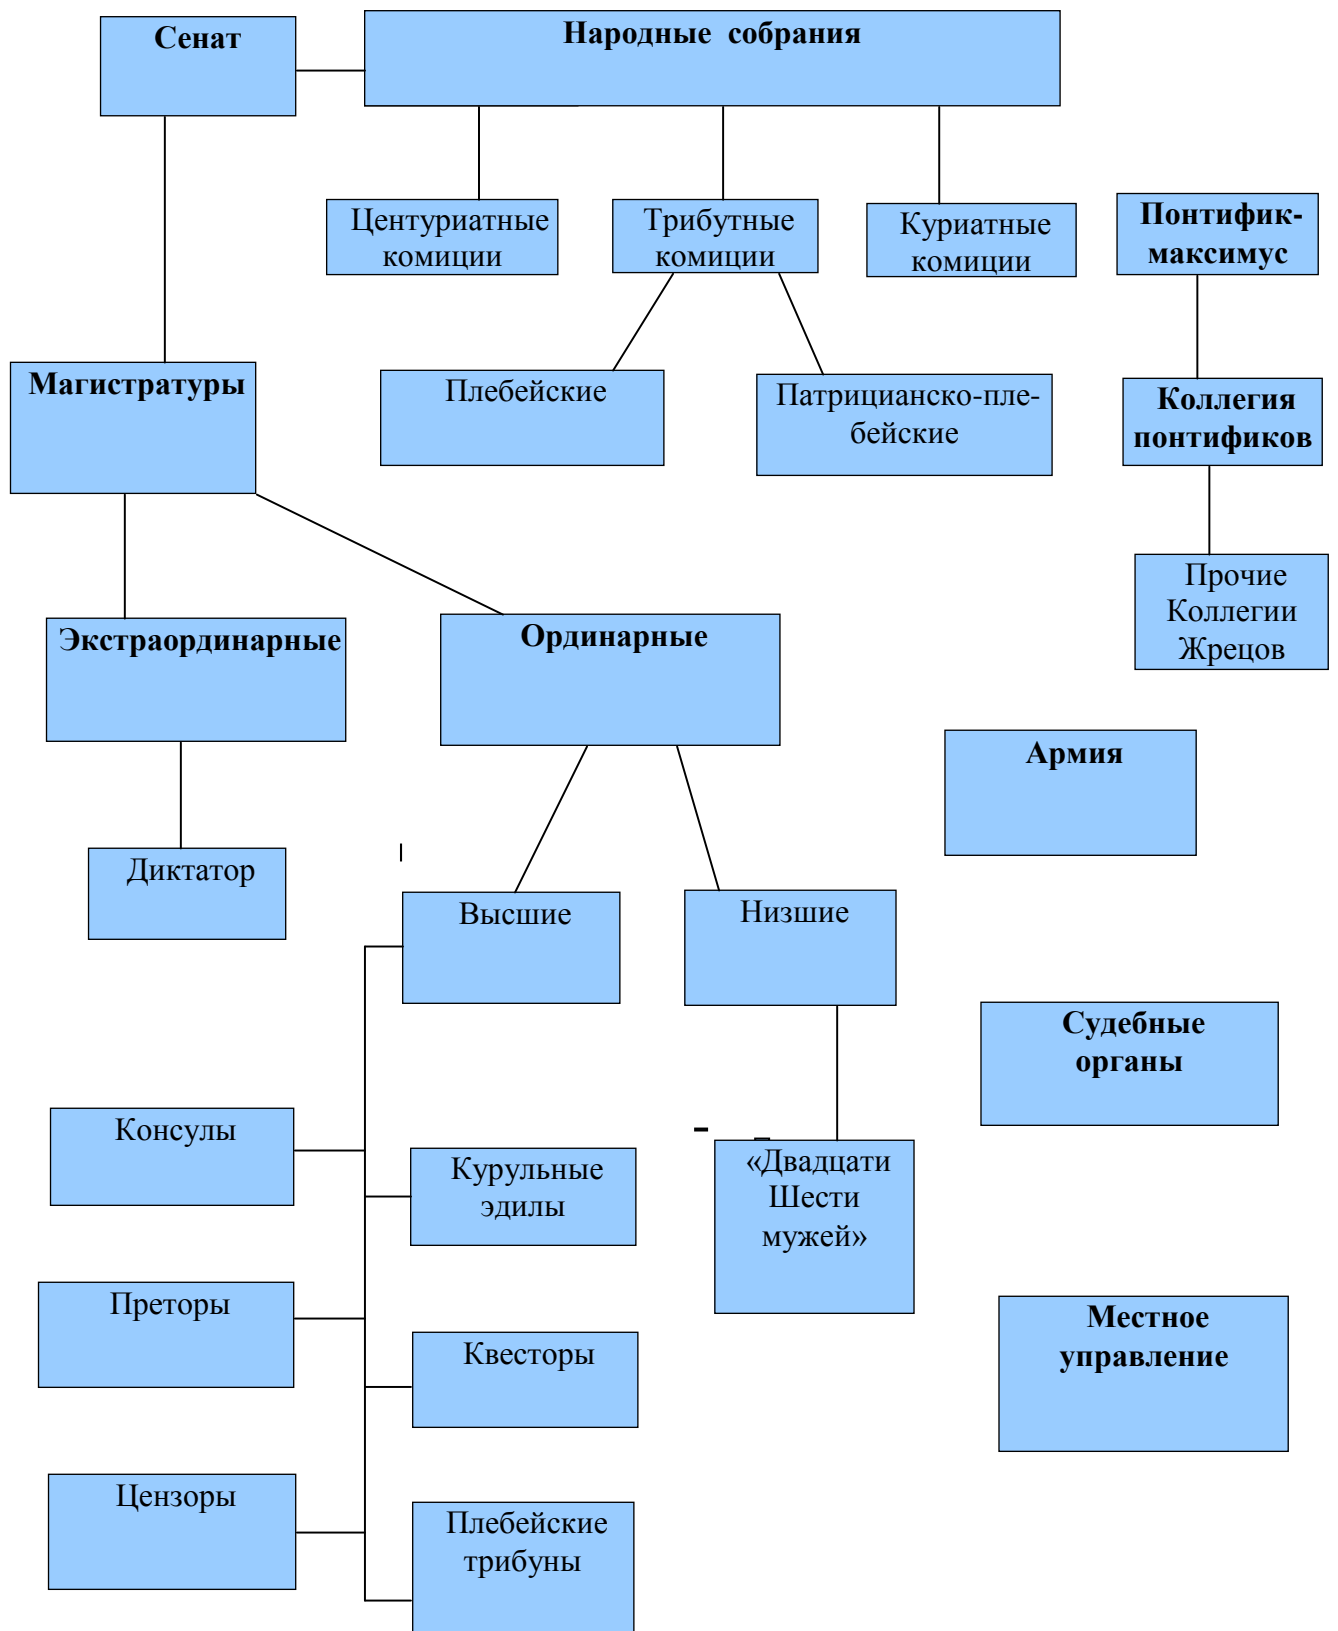 Сенат
Народные собрания
Центуриатные
комиции
Трибутные
комиции
Куриатные
комиции
Понтифик-
максимус
Магистратуры
Плебейские
Патрицианско-пле-
бейские
Коллегия
понтификов
Прочие
Коллегии
Жрецов
Экстраординарные
Ординарные
Армия
Диктатор
Высшие
Низшие
Судебные
органы
Консулы
Курульные
эдилы
«Двадцати
Шести
мужей»
Преторы
Квесторы
Местное
управление
Цензоры
Плебейские
трибуны